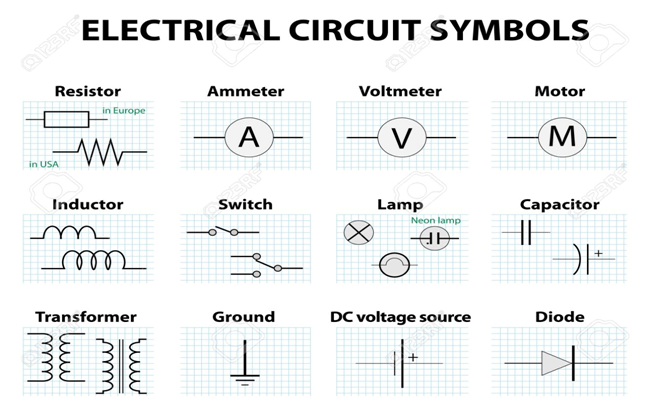 ELECTRICAL CIRCUIT SYMBOLS
Resistor Ammeter Voltmeter Motor
in Europe
A V M
in USA
Inductor Switch Lamp Capacitor
Neon lamp
+
Transformer Ground DC voltage source Diode
+